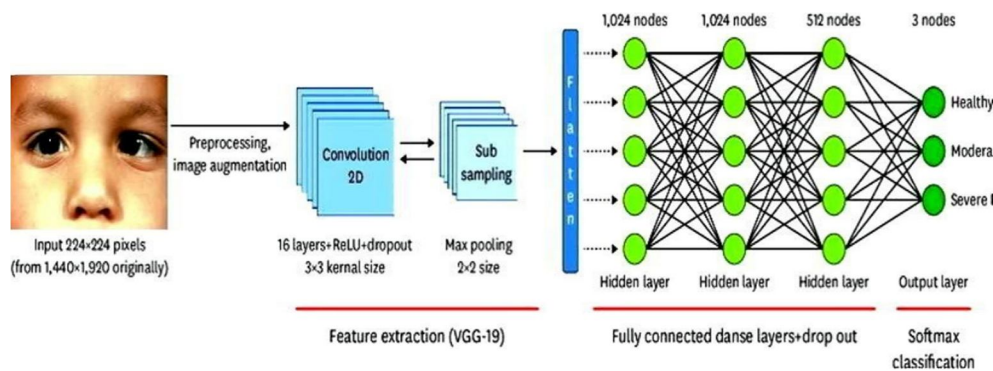 1,024 nodes
1,024 nodes
512 nodes
3 nodes
Flatten
Healthy
Modera
Severe
Preprocessing,
image augmentation
Convolution
2D
Sub
sampling
Input 224×224 pixels
(from 1,440×1,920 originally)
16 layers+ReLU+dropout
3×3 kernal size
Max pooling
2×2 size
Hidden layer
Hidden layer
Hidden layer
Output layer
Feature extraction (VGG-19)
Fully connected danse layers+drop out
Softmax
classification